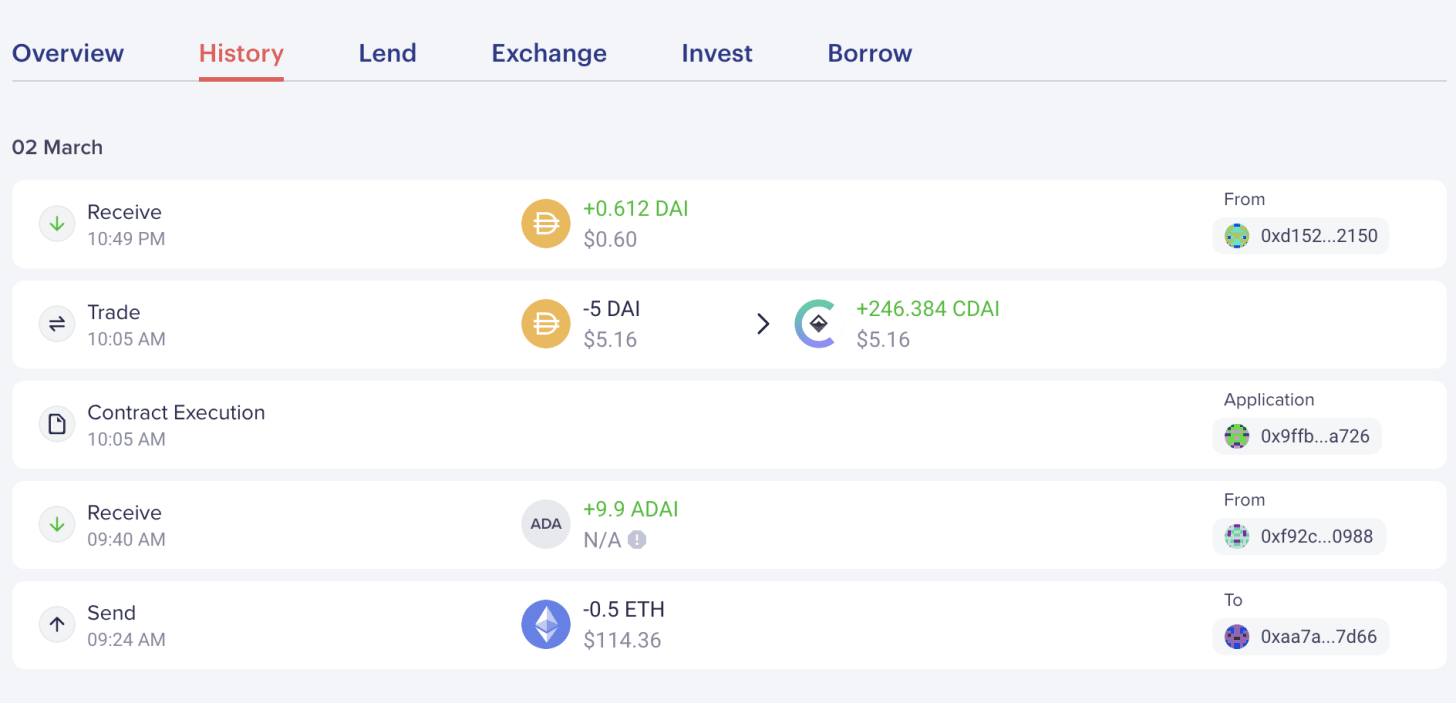 Overview History Lend Exchange Invest Borrow
02 March
Receive
10:49 PM
+0.612 DAI
$0.60
From
0xd152...2150
Trade
10:05 AM
-5 DAI
$5.16
+246.384 CDAI
$5.16
Contract Execution
10:05 AM
Application
0x9ffb...a726
Receive
09:40 AM
ADA
+9.9 ADAI
N/A
From
0xf92c...0988
Send
09:24 AM
-0.5 ETH
$114.36
To
0xaa7a...7d66